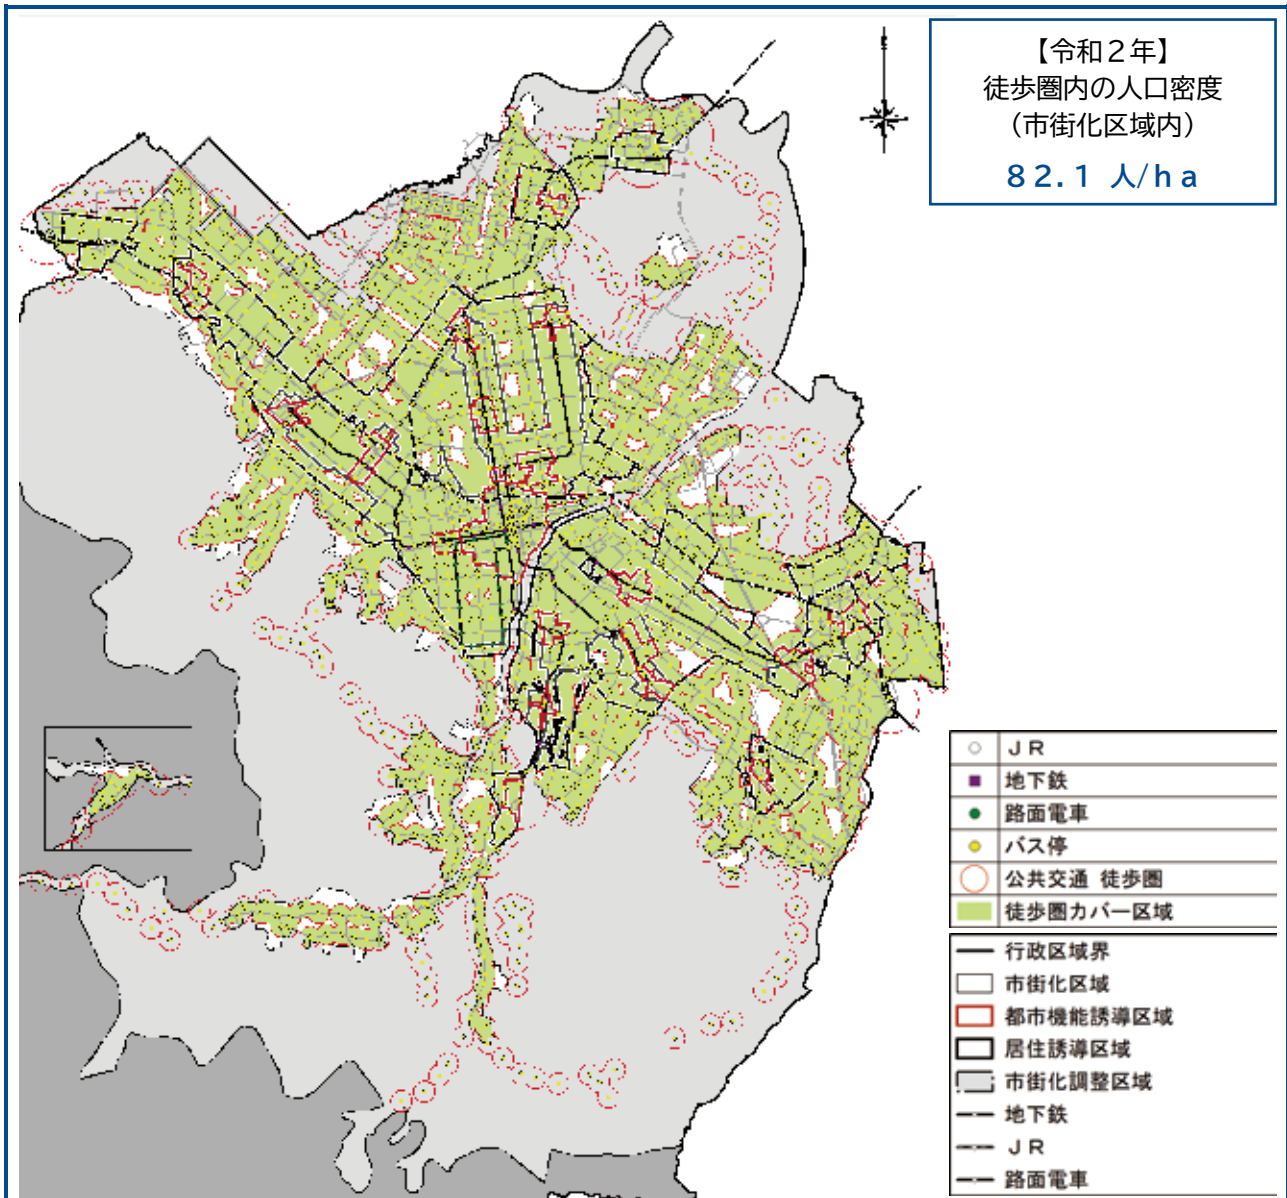 【令和２年】
徒歩圏内の人口密度
（市街化区域内）
８２.１ 人/ｈａ
ＪＲ
地下鉄
路面電車
バス停
公共交通 徒歩圏
徒歩圏カバー区域
行政区域界
市街化区域
都市機能誘導区域
居住誘導区域
市街化調整区域
地下鉄
ＪＲ
路面電車